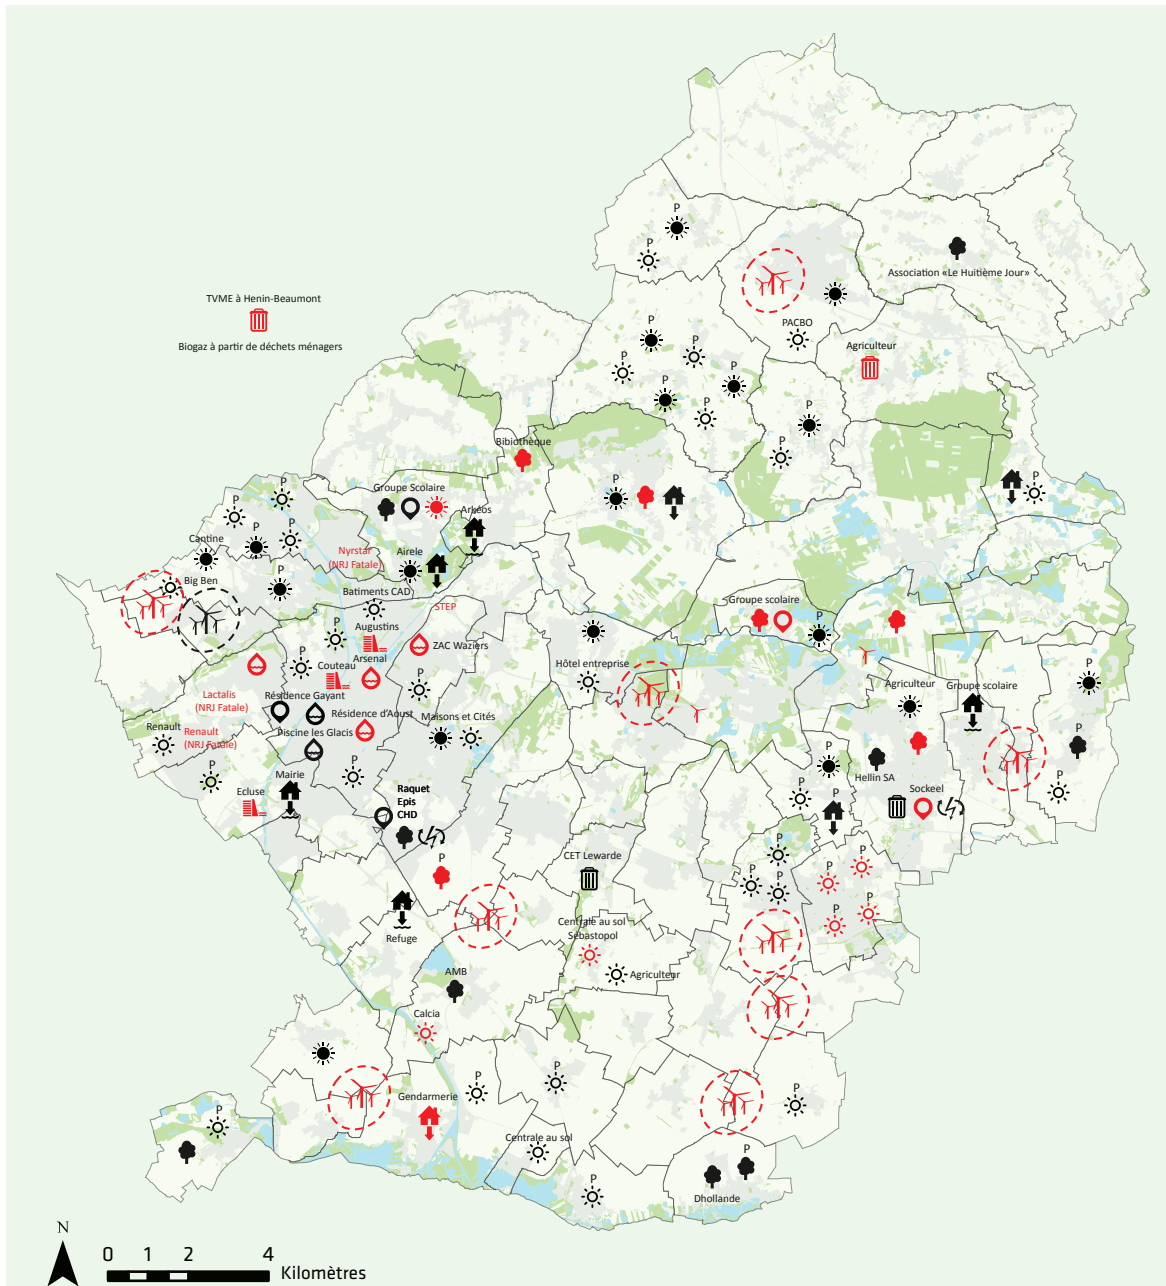 P
P
Association «Le Huitième Jour»
TVME à Henin-Beaumont
Biogaz à partir de déchets ménagers
PACBO
P
P
P
Agriculteur
P
P
P
P
P
P
Bibiothèque
Groupe Scolaire
P
P
P
P
Arkéos
P
P
P
Cantine
Nyrstar
(NRJ Fatale)
Airele
Big Ben
P
Batiments CAD
STEP
Groupe scolaire
P
P
Augustins
ZAC Waziers
P
Arsenal
Couteau
P
Hôtel entreprise
P
Agriculteur
Groupe scolaire
P
Lactalis
(NRJ Fatale)
Résidence Gayant
Résidence d'Aoust
Maisons et Cités
Renault
Renault
(NRJ Fatale)
Piscine les Glacis
P
P
P
P
Mairie
Hellin SA
P
P
Ecluse
Raquet
Epis
CHD
P
Sockeel
P
P
CET Lewarde
P
P
P
P
P
P
Refuge
Centrale au sol
Sébastopol
AMB
Agriculteur
Calcia
P
P
P
Gendarmerie
P
Centrale au sol
P
P
Dhollande
N
0 1 2 4
Kilomètres